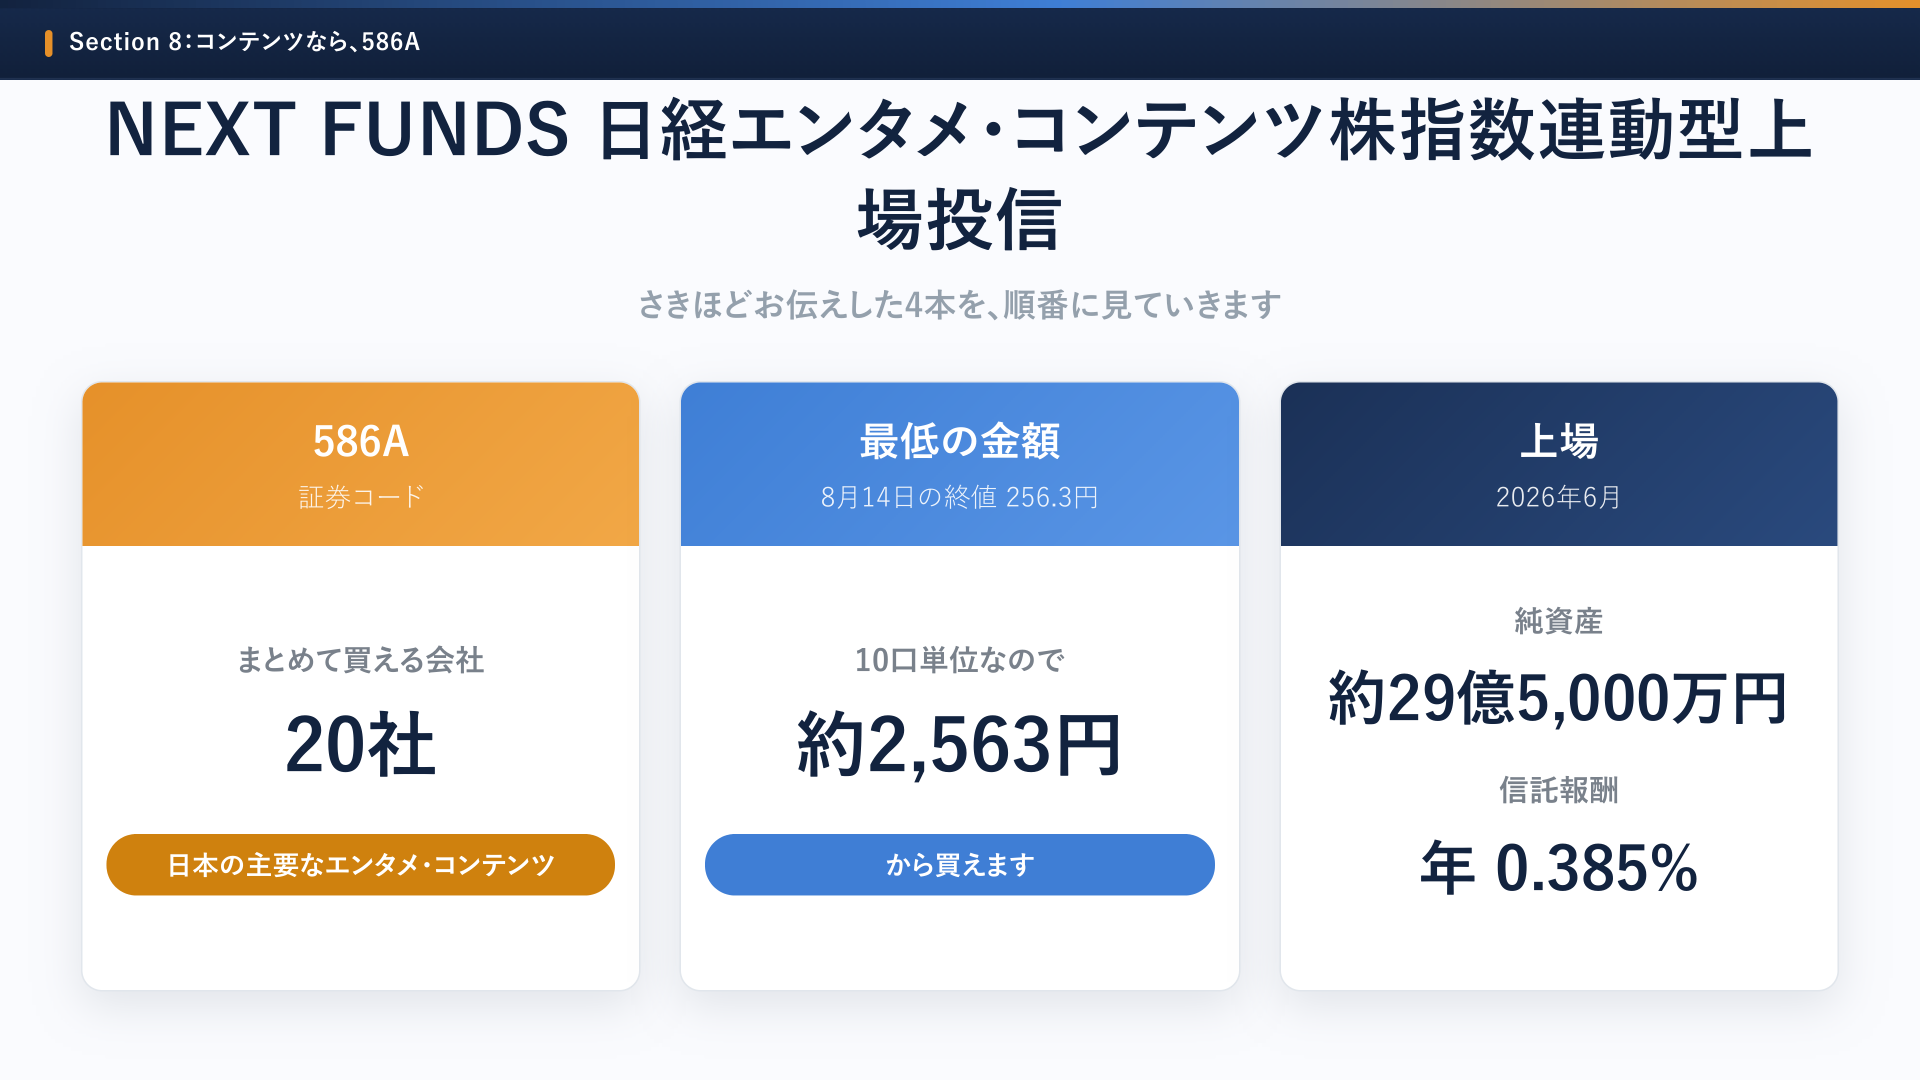 Section 8：コンテンツなら、586A
NEXT FUNDS 日経エンタメ・コンテンツ株指数連動型上
場投信
さきほどお伝えした4本を、順番に見ていきます
586A
証券コード
まとめて買える会社
20社
日本の主要なエンタメ・コンテンツ
最低の金額
8月14日の終値 256.3円
10口単位なので
約2,563円
から買えます
上場
2026年6月
純資産
約29億5,000万円
信託報酬
年 0.385%